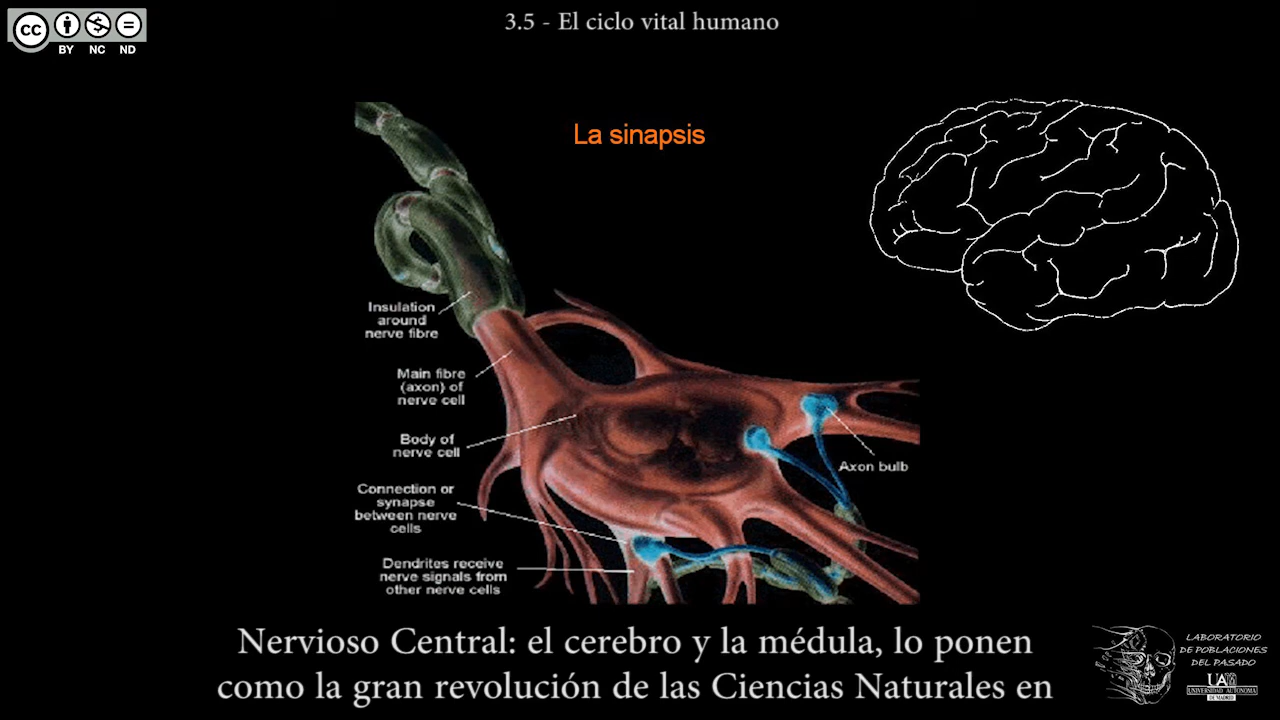 cc
BY NC ND
3.5 - El ciclo vital humano
La sinapsis
Insulation
around
nerve fibre
Main fibre
(axon) of
nerve cell
Body of
nerve cell
Axon bulb
Connection or
synapse
between nerve
cells
Dendrites receive
nerve signals from
other nerve cells
Nervioso Central: el cerebro y la médula, lo ponen
como la gran revolución de las Ciencias Naturales en
LABORATORIO
DE POBLACIONES
DEL PASADO
UAM
UNIVERSIDAD AUTONOMA
DE MADRID